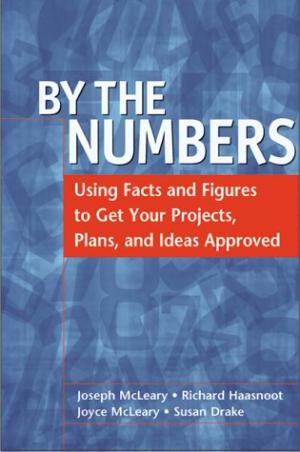 BY THE
NUMBERS
Using Facts and Figures
to Get Your Projects,
Plans, and Ideas Approved
Joseph McLeary • Richard Haasnoot
Joyce McLeary • Susan Drake